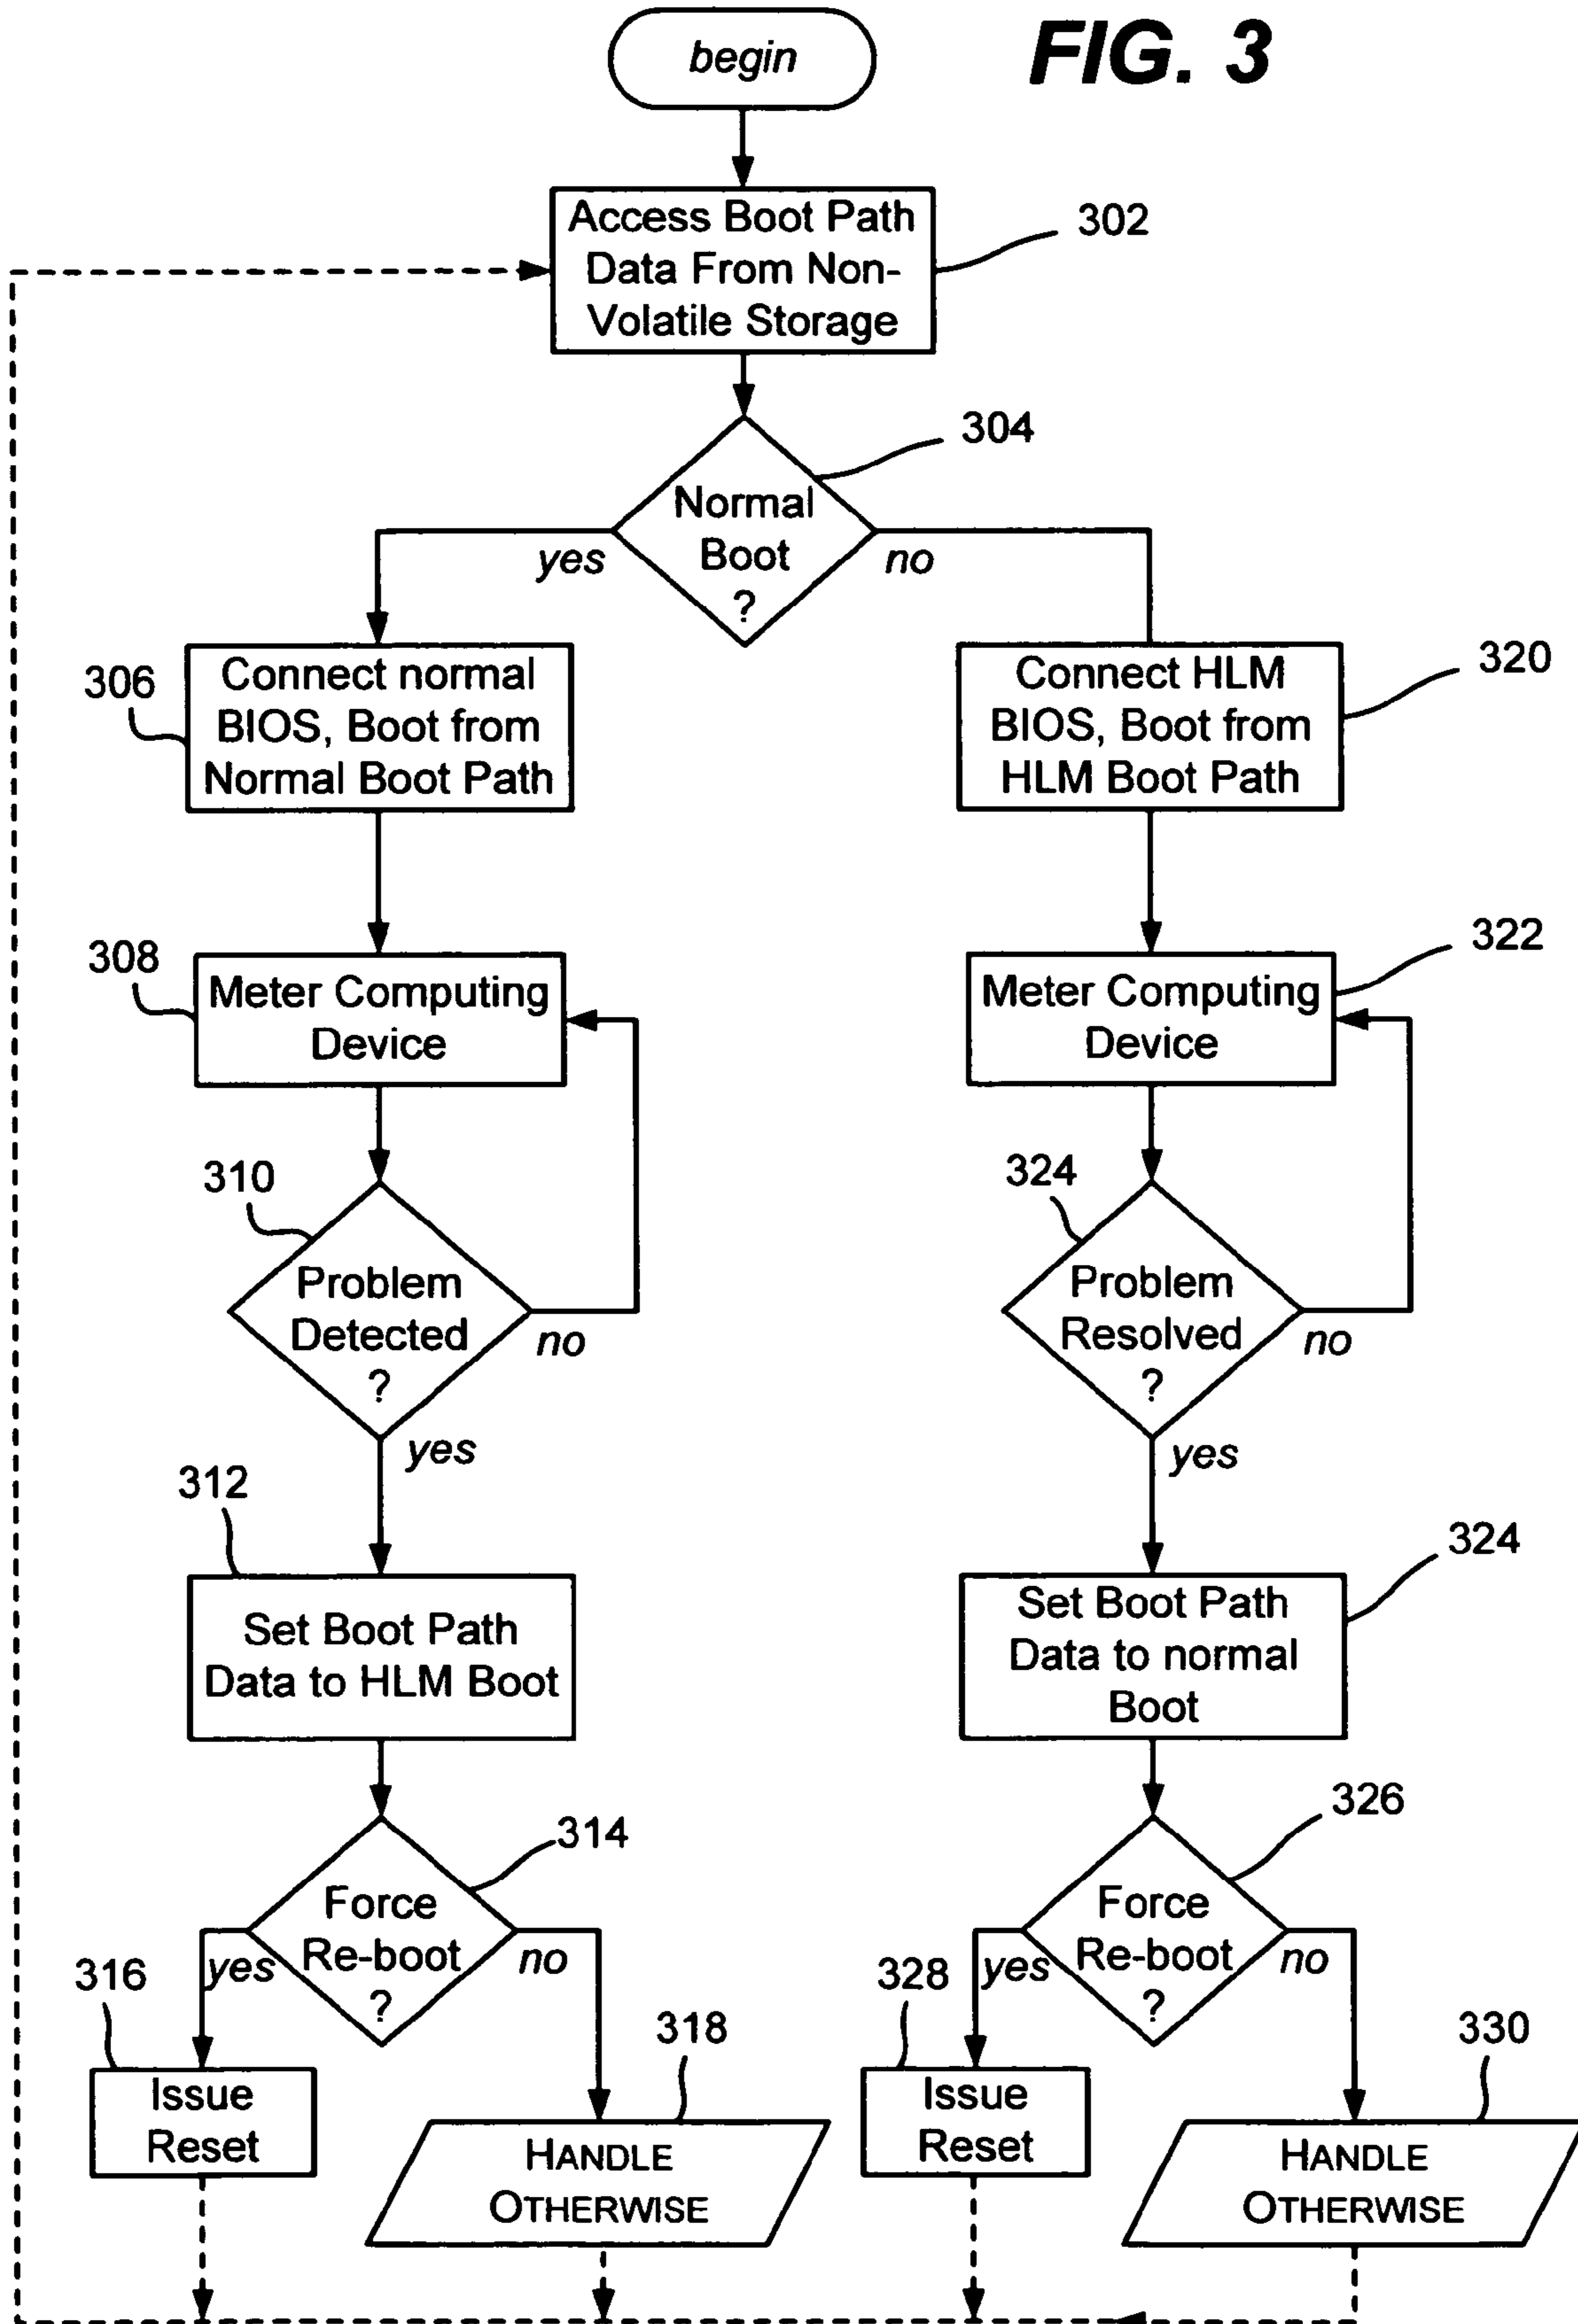 begin
FIG. 3
Access Boot Path
Data From Non-
Volatile Storage
302
304
Normal
Boot
?
yes
no
306
Connect normal
BIOS, Boot from
Normal Boot Path
Connect HLM
BIOS, Boot from
HLM Boot Path
320
308
Meter Computing
Device
Meter Computing
Device
322
310
Problem
Detected
?
no
yes
324
Problem
Resolved
?
no
yes
312
Set Boot Path
Data to HLM Boot
324
Set Boot Path
Data to normal
Boot
314
Force
Re-boot
?
yes
no
326
Force
Re-boot
?
yes
no
316
Issue
Reset
318
HANDLE
OTHERWISE
328
Issue
Reset
330
HANDLE
OTHERWISE